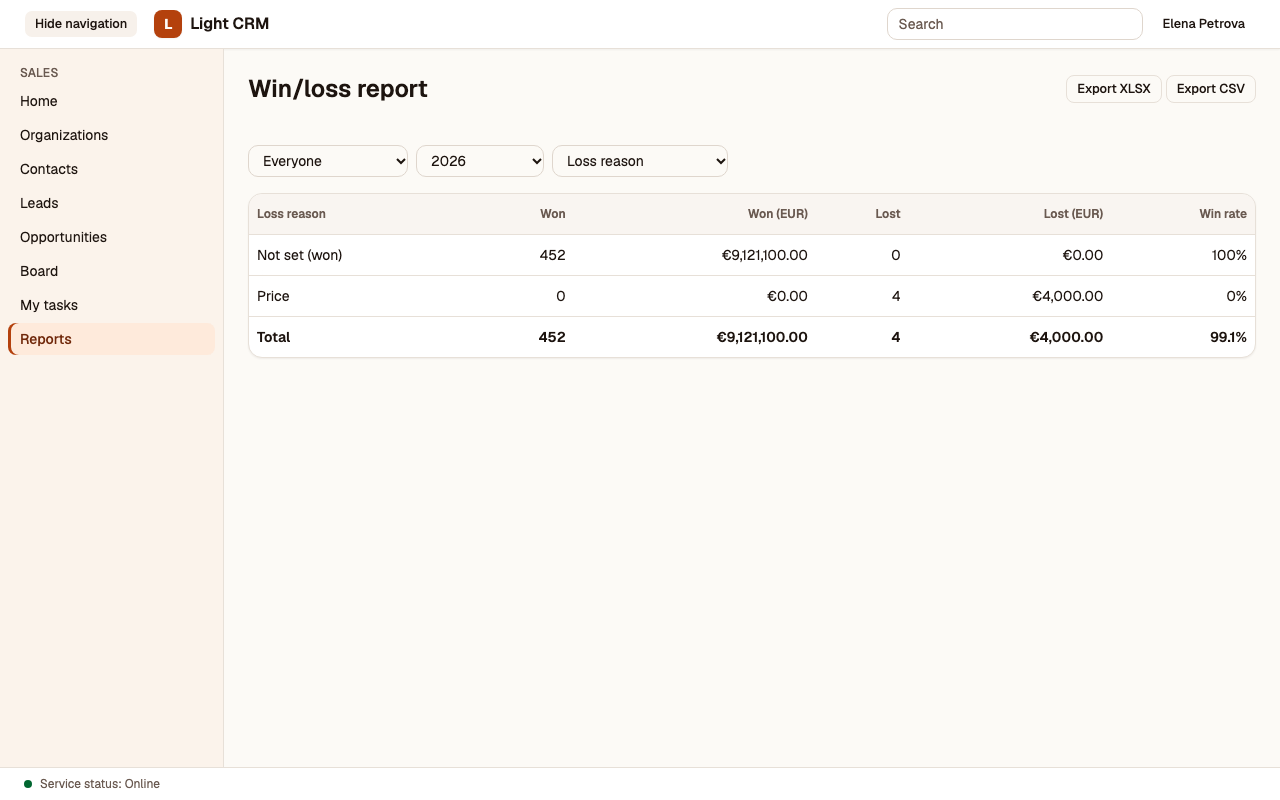 Hide navigation
L
Light CRM
Search
Elena Petrova
SALES
Home
Organizations
Contacts
Leads
Opportunities
Board
My tasks
Reports
Win/loss report
Export XLSX
Export CSV
Everyone
2026
Loss reason
Loss reason Won Won (EUR) Lost Lost (EUR) Win rate
Not set (won) 452 €9,121,100.00 0 €0.00 100%
Price 0 €0.00 4 €4,000.00 0%
Total 452 €9,121,100.00 4 €4,000.00 99.1%
Service status: Online